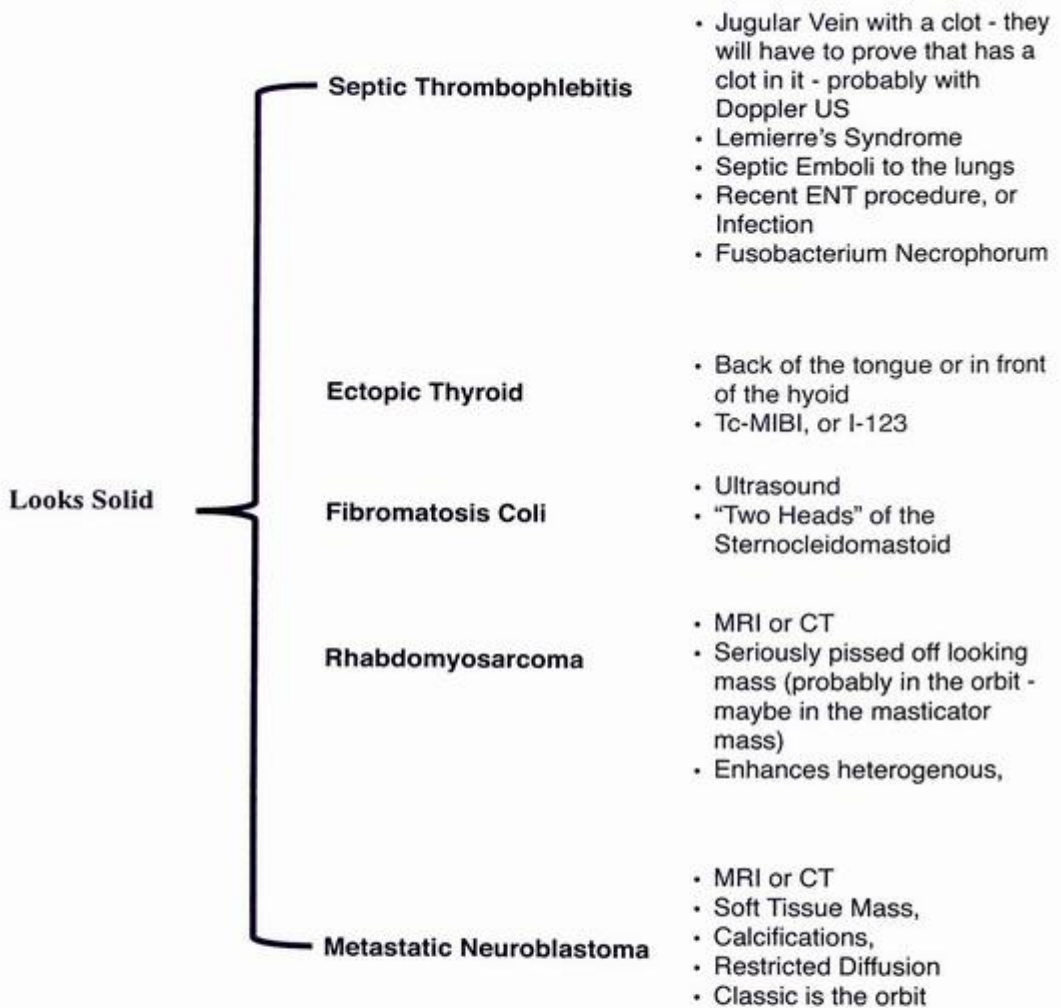 Looks Solid
Septic Thrombophlebitis
• Jugular Vein with a clot - they
will have to prove that has a
clot in it - probably with
Doppler US
• Lemierre's Syndrome
• Septic Emboli to the lungs
• Recent ENT procedure, or
Infection
• Fusobacterium Necrophorum
Ectopic Thyroid
• Back of the tongue or in front
of the hyoid
• Tc-MIBI, or I-123
Fibromatosis Coli
• Ultrasound
• “Two Heads” of the
Sternocleidomastoid
Rhabdomyosarcoma
• MRI or CT
• Seriously pissed off looking
mass (probably in the orbit -
maybe in the masticator
mass)
• Enhances heterogenous,
Metastatic Neuroblastoma
• MRI or CT
• Soft Tissue Mass,
• Calcifications,
• Restricted Diffusion
• Classic is the orbit